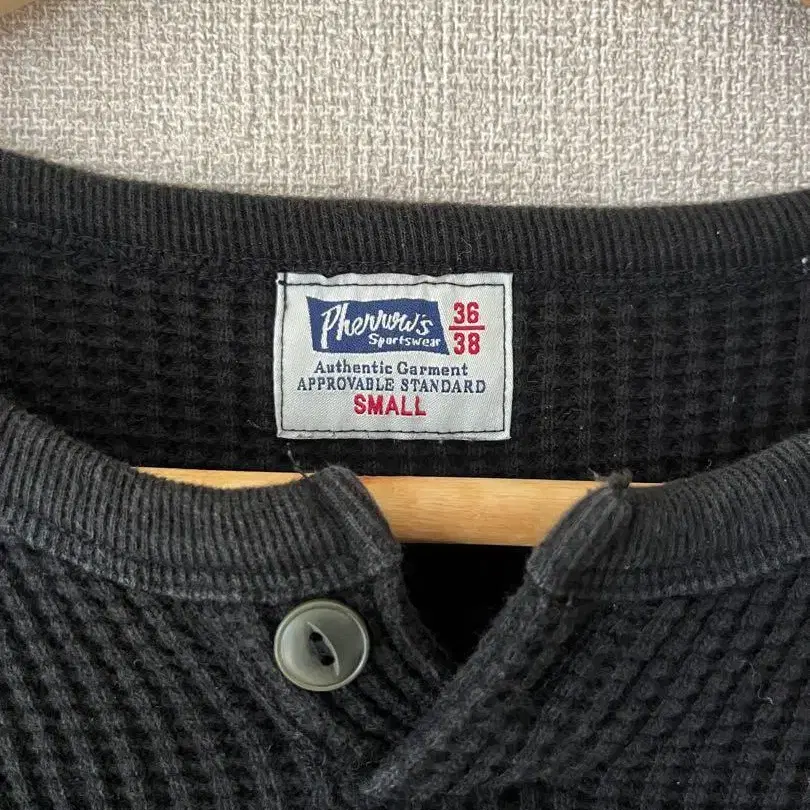 Pherrow's
Sportswear
36
38
Authentic Garment
APPROVABLE STANDARD
SMALL